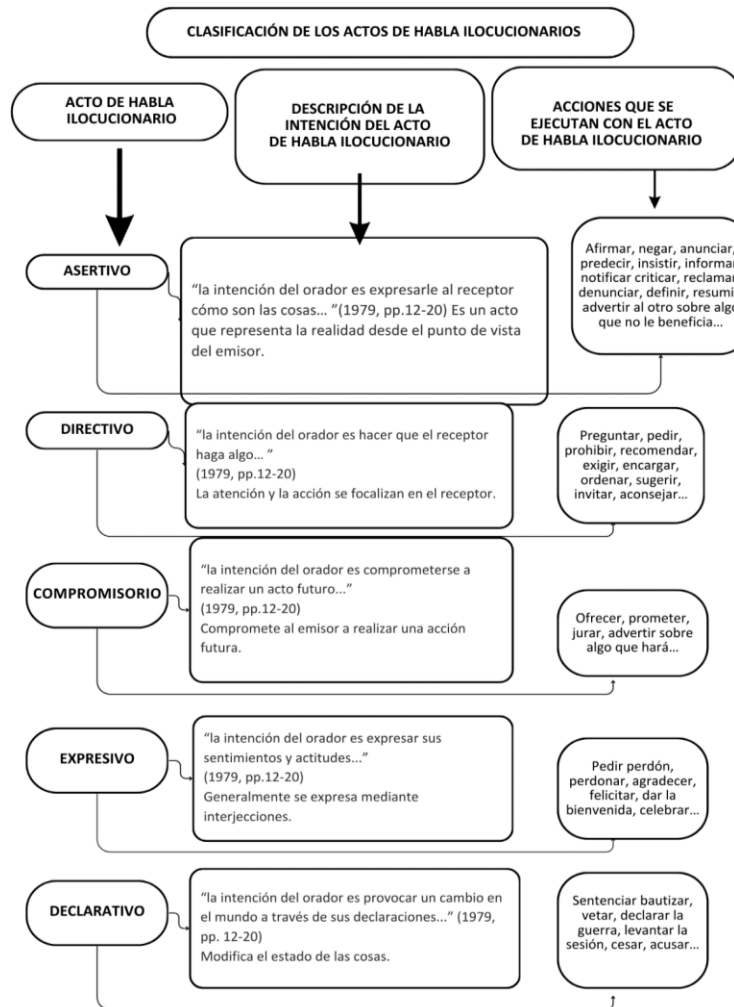 CLASIFICACIÓN DE LOS ACTOS DE HABLA ILOCUCIONARIOS
ACTO DE HABLA
ILOCUCIONARIO
DESCRIPCIÓN DE LA
INTENCIÓN DEL ACTO
DE HABLA ILOCUCIONARIO
ACCIONES QUE SE
EJECUTAN CON EL ACTO
DE HABLA ILOCUCIONARIO
ASERTIVO
“la intención del orador es expresarle al receptor
cómo son las cosas... ”(1979, pp.12-20) Es un acto
que representa la realidad desde el punto de vista
del emisor.
Afirmar, negar, anunciar,
predecir, insistir, informar
notificar criticar, reclamar
denunciar, definir, resumi
advertir al otro sobre algo
que no le beneficia…
DIRECTIVO
“la intención del orador es hacer que el receptor
haga algo... ”
(1979, pp.12-20)
La atención y la acción se focalizan en el receptor.
Preguntar, pedir,
prohibir, recomendar,
exigir, encargar,
ordenar, sugerir,
invitar, aconsejar…
COMPROMISORIO
“la intención del orador es comprometerse a
realizar un acto futuro...”
(1979, pp.12-20)
Compromete al emisor a realizar una acción
futura.
Ofrecer, prometer,
jurar, advertir sobre
algo que hará…
EXPRESIVO
“la intención del orador es expresar sus
sentimientos y actitudes...”
(1979, pp.12-20)
Generalmente se expresa mediante
interjecciones.
Pedir perdón,
perdonar, agradecer,
felicitar, dar la
bienvenida, celebrar…
DECLARATIVO
“la intención del orador es provocar un cambio en
el mundo a través de sus declaraciones...” (1979,
pp. 12-20)
Modifica el estado de las cosas.
Sentenciar bautizar,
vetar, declarar la
guerra, levantar la
sesión, cesar, acusar…